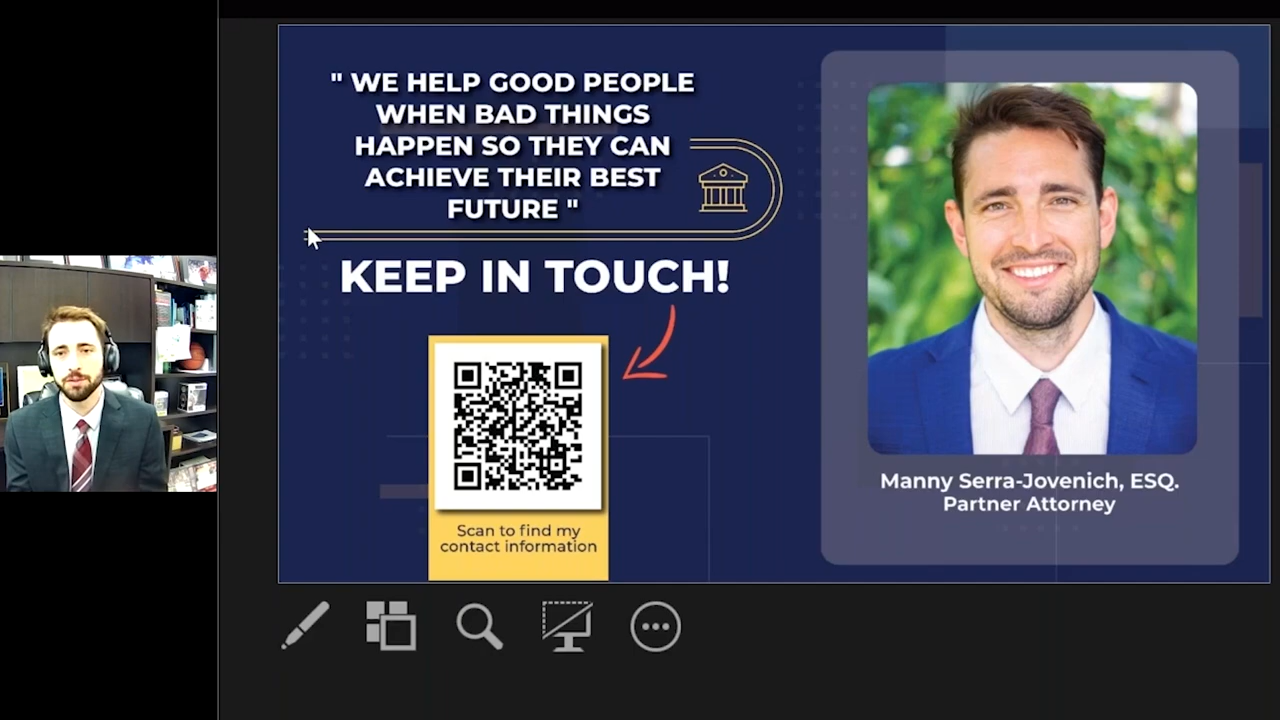 " WE HELP GOOD PEOPLE
WHEN BAD THINGS
HAPPEN SO THEY CAN
ACHIEVE THEIR BEST
FUTURE "
KEEP IN TOUCH!
Scan to find my
contact information
Manny Serra-Jovenich, ESQ.
Partner Attorney